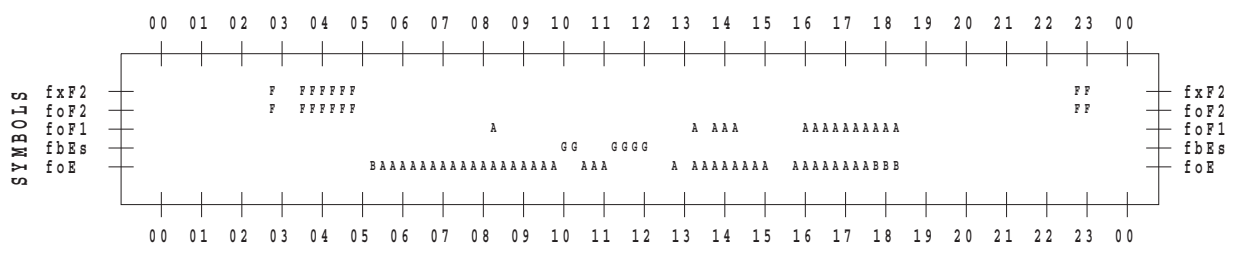 00 01 02 03 04 05 06 07 08 09 10 11 12 13 14 15 16 17 18 19 20 21 22 23 00
SYMBOLS
fxF2 F FFFFFF FF fxF2
foF2 F FFFFFF FF foF2
foF1 A A AAA AAAAAAAAAA foF1
fbEs GG GGGG fbEs
foE BAAAAAAAAAAAAAAAAAA AAA A AAAAAAAA AAAAAAAABBB foE
00 01 02 03 04 05 06 07 08 09 10 11 12 13 14 15 16 17 18 19 20 21 22 23 00